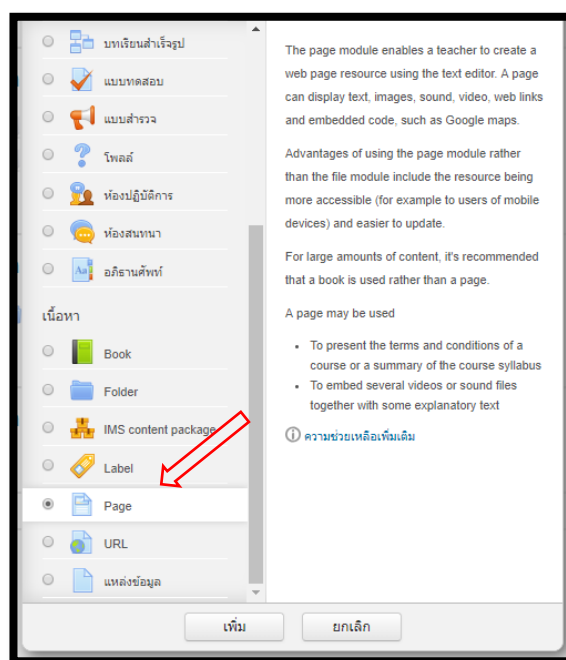 บทเรียนสำเร็จรูป
แบบทดสอบ
แบบสำรวจ
โพลล์
ห้องปฏิบัติการ
ห้องสนทนา
อภิธานศัพท์
เนื้อหา
Book
Folder
IMS content package
Label
Page
URL
แหล่งข้อมูล
The page module enables a teacher to create a
web page resource using the text editor. A page
can display text, images, sound, video, web links
and embedded code, such as Google maps.
Advantages of using the page module rather
than the file module include the resource being
more accessible (for example to users of mobile
devices) and easier to update.
For large amounts of content, it's recommended
that a book is used rather than a page.
A page may be used
• To present the terms and conditions of a
course or a summary of the course syllabus
• To embed several videos or sound files
together with some explanatory text
ความช่วยเหลือเพิ่มเติม
เพิ่ม
ยกเลิก